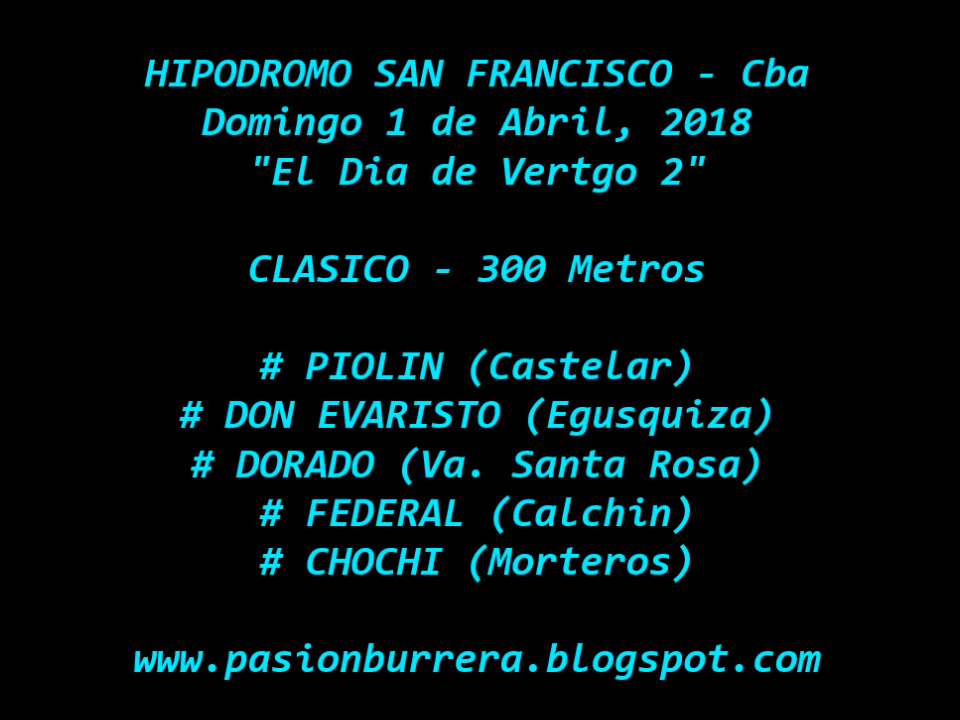 HIPODROMO SAN FRANCISCO - Cba
Domingo 1 de Abril, 2018
"El Dia de Vertgo 2"
CLASICO - 300 Metros
# PIOLIN (Castelar)
# DON EVARISTO (Egusquiza)
# DORADO (Va. Santa Rosa)
# FEDERAL (Calchin)
# CHOCHI (Morteros)
www.pasionburrera.blogspot.com